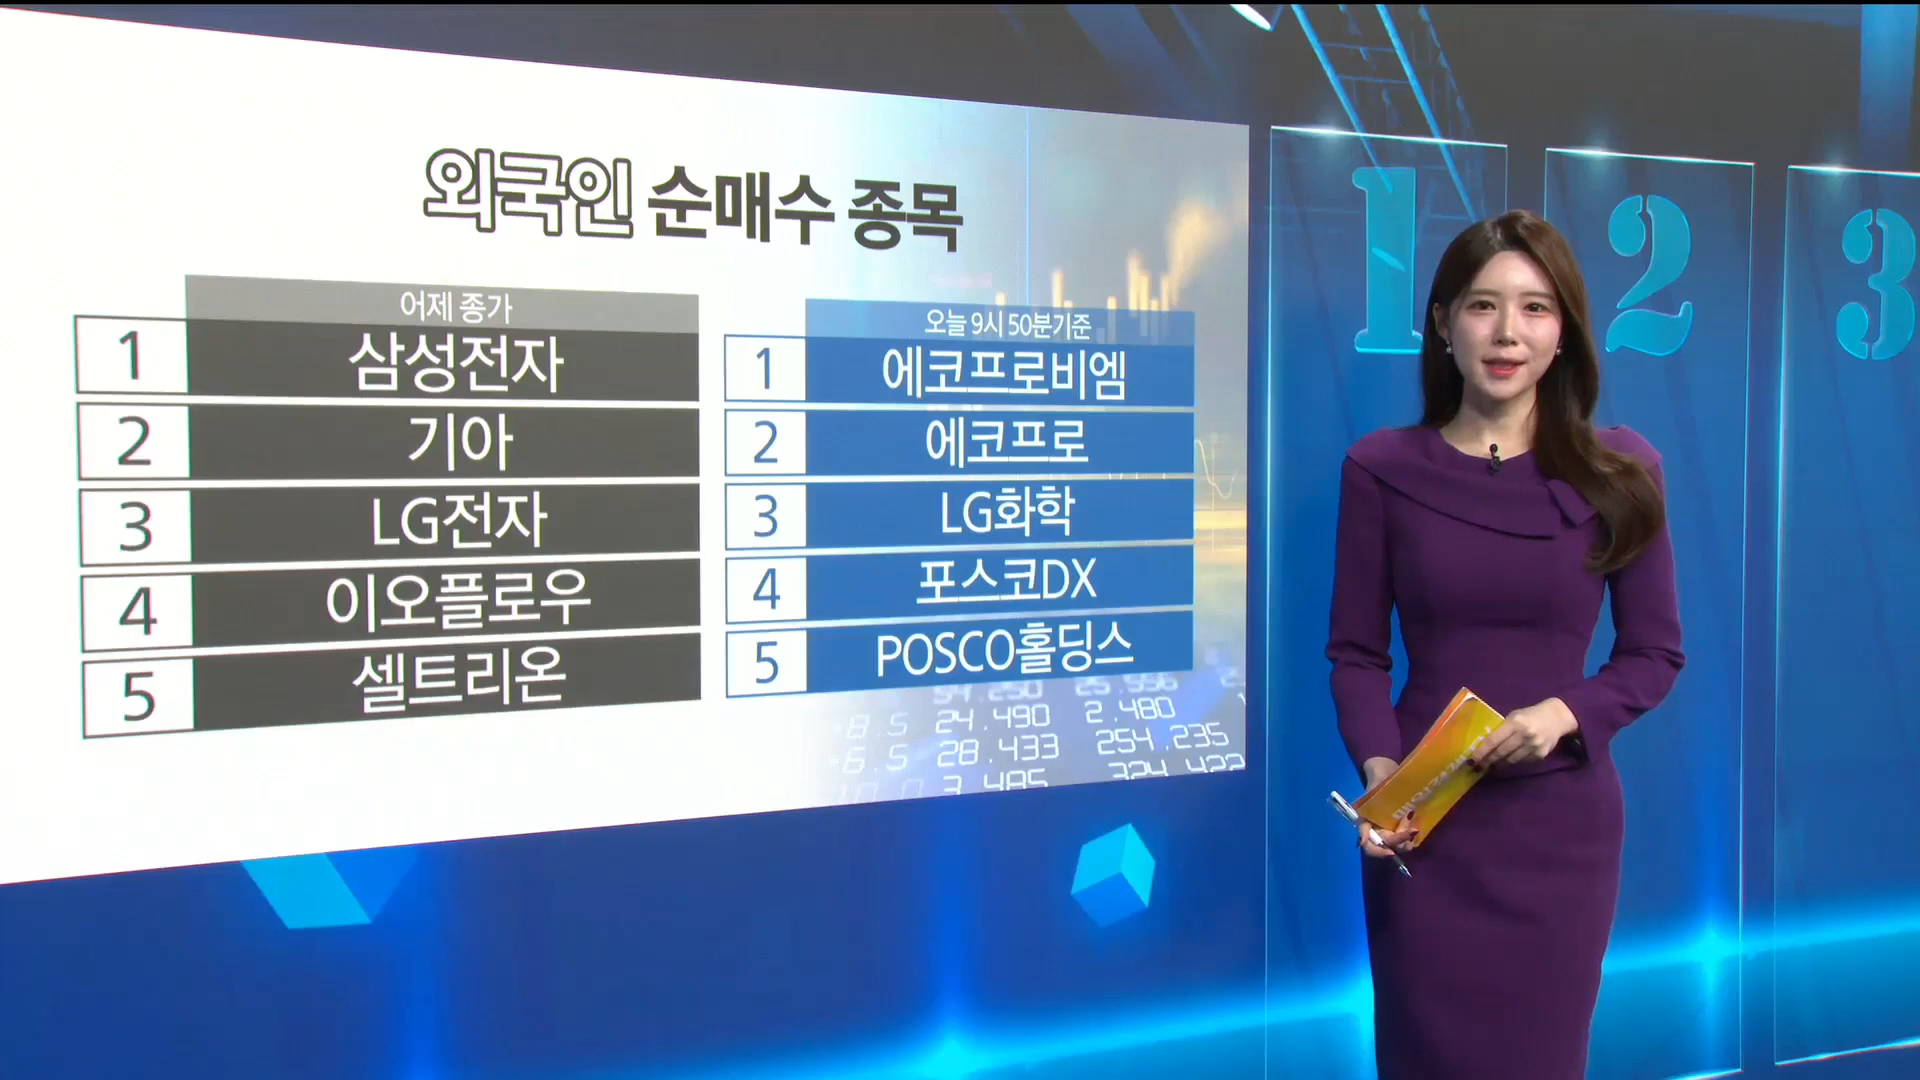 외국인 순매수 종목
어제 종가
1 삼성전자
2 기아
3 LG전자
4 이오플로우
5 셀트리온
오늘 9시 50분기준
1 에코프로비엠
2 에코프로
3 LG화학
4 포스코DX
5 POSCO홀딩스
24.490 2.480
28.433 254.235
1
2
3